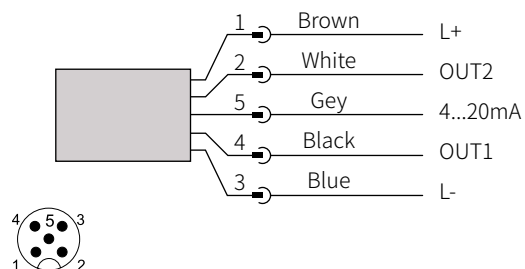 1 Brown L+
2 White OUT2
5 Gey 4...20mA
4 Black OUT1
3 Blue L-
4 5 3
1 2